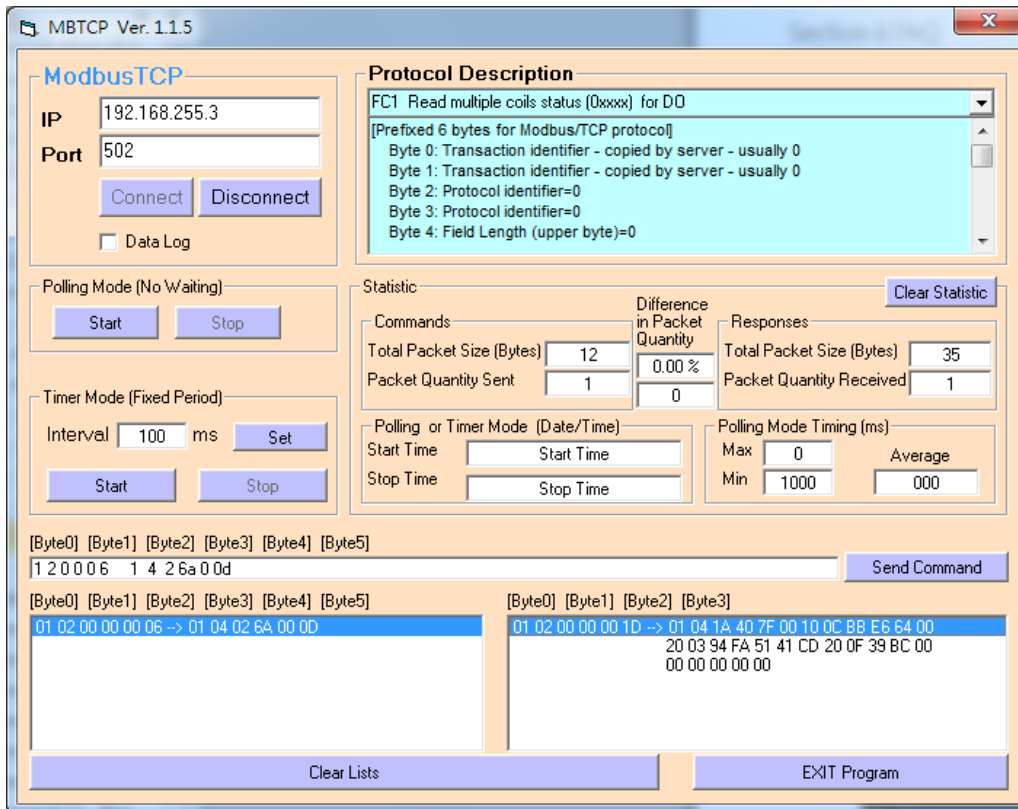 MBTCP Ver. 1.1.5
ModbusTCP
IP 192.168.255.3
Port 502
Connect Disconnect
Data Log
Protocol Description
FC1 Read multiple coils status (0xxxx) for DO
[Prefixed 6 bytes for Modbus/TCP protocol]
Byte 0: Transaction identifier - copied by server - usually 0
Byte 1: Transaction identifier - copied by server - usually 0
Byte 2: Protocol identifier=0
Byte 3: Protocol identifier=0
Byte 4: Field Length (upper byte)=0
Polling Mode (No Waiting)
Start Stop
Timer Mode (Fixed Period)
Interval 100 ms Set
Start Stop
Statistic
Clear Statistic
Commands
Total Packet Size (Bytes) 12
Packet Quantity Sent 1
Difference
in Packet
Quantity
0.00 %
0
Responses
Total Packet Size (Bytes) 35
Packet Quantity Received 1
Polling or Timer Mode (Date/Time)
Start Time Start Time
Stop Time Stop Time
Polling Mode Timing (ms)
Max 0
Min 1000
Average
000
[Byte0] [Byte1] [Byte2] [Byte3] [Byte4] [Byte5]
1 2 0 0 0 6 1 4 2 6a 0 0d
Send Command
[Byte0] [Byte1] [Byte2] [Byte3] [Byte4] [Byte5]
01 02 00 00 00 06 --> 01 04 02 6A 00 0D
[Byte0] [Byte1] [Byte2] [Byte3]
01 02 00 00 00 1D --> 01 04 1A 40 7F 00 10 0C BB E6 64 00
20 03 94 FA 51 41 CD 20 0F 39 BC 00
00 00 00 00 00
Clear Lists
EXIT Program